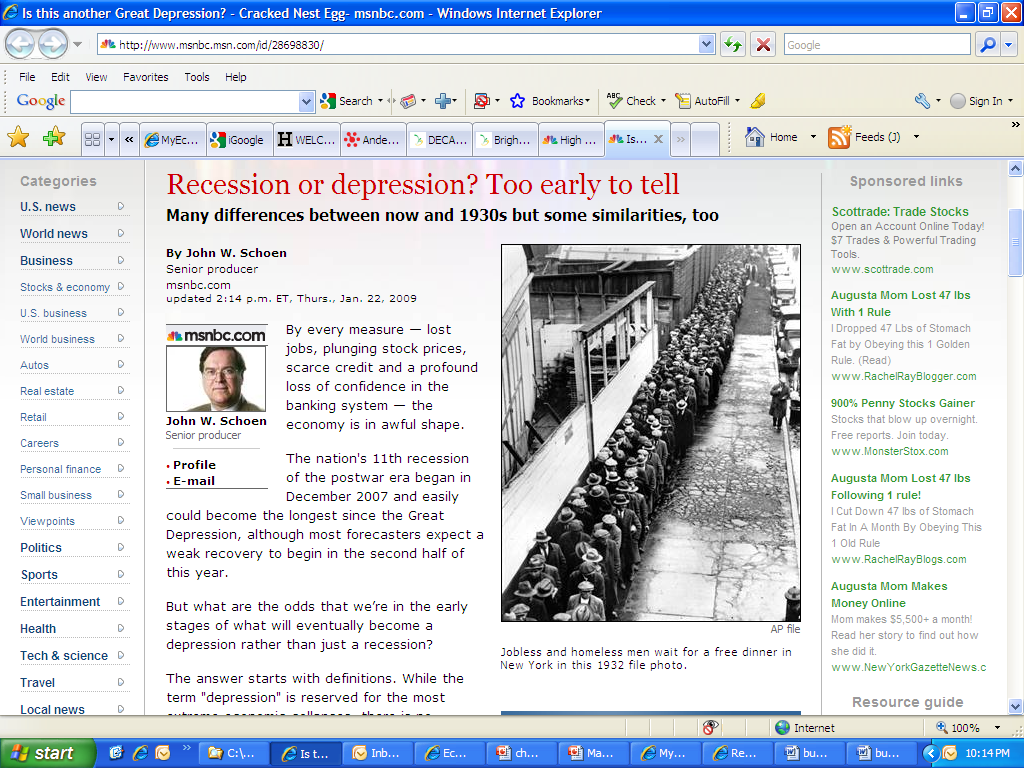 Is this another Great Depression? - Cracked Nest Egg- msnbc.com - Windows Internet Explorer
http://www.msnbc.msn.com/id/28698830/
Google
File Edit View Favorites Tools Help
Google Search Bookmarks ABC Check AutoFill Sign In
MyEc... iGoogle WELC... Ande... DECA... Brigh... High ... Is... Home Feeds (J)
Categories
U.S. news
World news
Business
Stocks & economy
U.S. business
World business
Autos
Real estate
Retail
Careers
Personal finance
Small business
Viewpoints
Politics
Sports
Entertainment
Health
Tech & science
Travel
Local news
Recession or depression? Too early to tell
Many differences between now and 1930s but some similarities, too
By John W. Schoen
Senior producer
msnbc.com
updated 2:14 p.m. ET, Thurs., Jan. 22, 2009
msnbc.com
John W. Schoen
Senior producer
• Profile
• E-mail
By every measure — lost
jobs, plunging stock prices,
scarce credit and a profound
loss of confidence in the
banking system — the
economy is in awful shape.
The nation's 11th recession
of the postwar era began in
December 2007 and easily
could become the longest since the Great
Depression, although most forecasters expect a
weak recovery to begin in the second half of
this year.
But what are the odds that we're in the early
stages of what will eventually become a
depression rather than just a recession?
The answer starts with definitions. While the
term "depression" is reserved for the most
extreme economic collapses, there is no
AP file
Jobless and homeless men wait for a free dinner in
New York in this 1932 file photo.
Sponsored links
Scottrade: Trade Stocks
Open an Account Online Today!
$7 Trades & Powerful Trading
Tools.
www.scottrade.com
Augusta Mom Lost 47 lbs
With 1 Rule
I Dropped 47 Lbs of Stomach
Fat by Obeying this 1 Golden
Rule. (Read)
www.RachelRayBlogger.com
900% Penny Stocks Gainer
Stocks that blow up overnight.
Free reports. Join today.
www.MonsterStox.com
Augusta Mom Lost 47 lbs
Following 1 rule!
I Cut Down 47 lbs of Stomach
Fat In A Month By Obeying This
1 Old Rule
www.RachelRayBlogs.com
Augusta Mom Makes
Money Online
Mom makes $5,500+ a month!
Read her story to find out how
she did it.
www.NewYorkGazetteNews.c
Resource guide
Internet 100%
start C:\... Is t... Inb... Ec... ch... Ma... My... Re... bu... bu... 10:14 PM